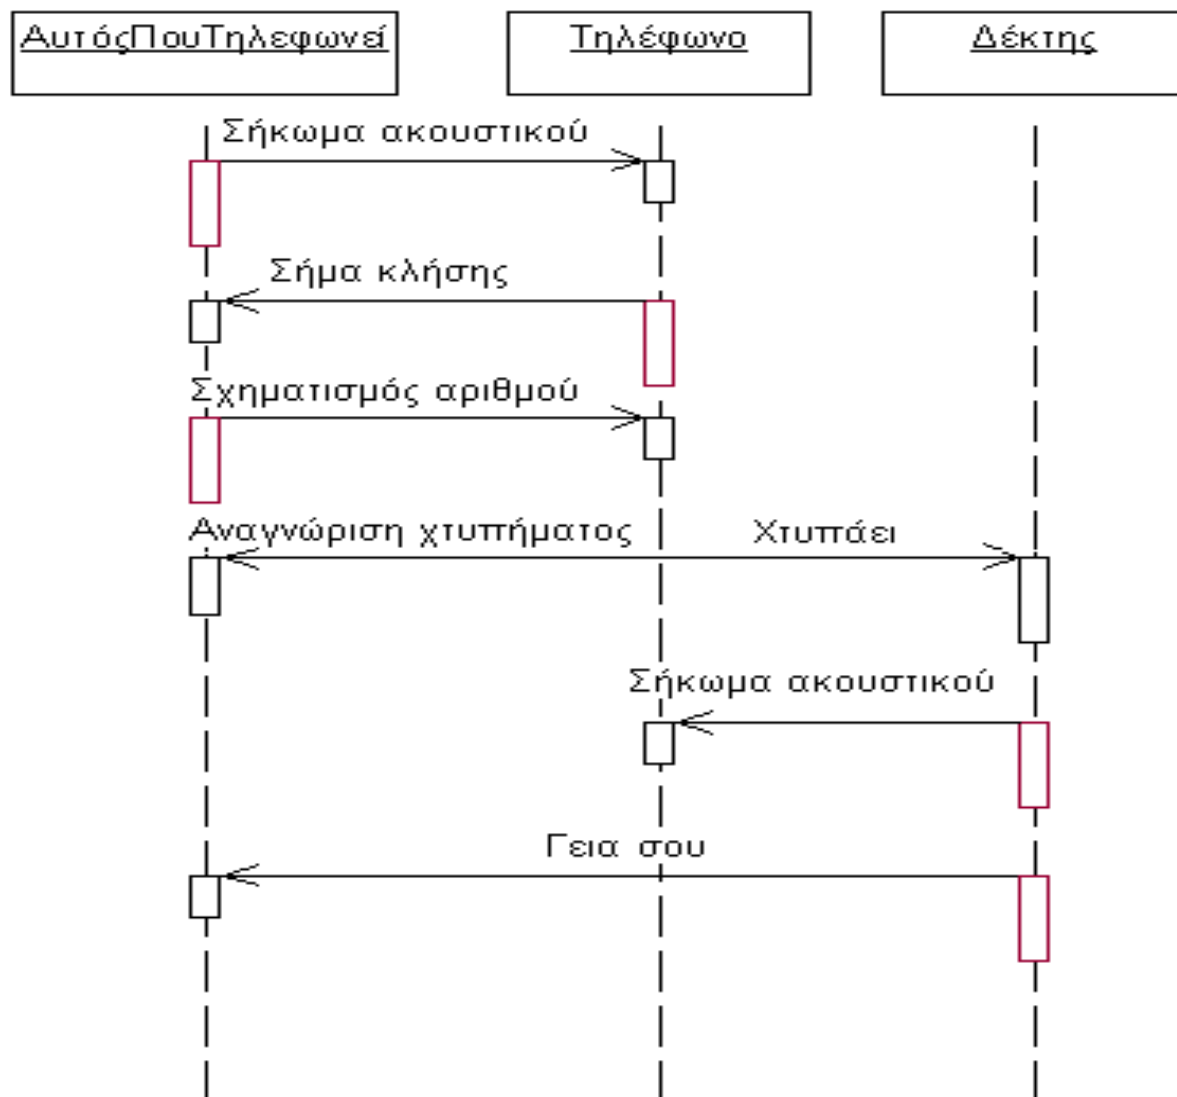 ΑυτόςΠουΤηλεφωνεί
Τηλέφωνο
Δέκτης
Σήκωμα ακουστικού
Σήμα κλήσης
Σχηματισμός αριθμού
Αναγνώριση χτυπήματος
Χτυπάει
Σήκωμα ακουστικού
Γεια σου